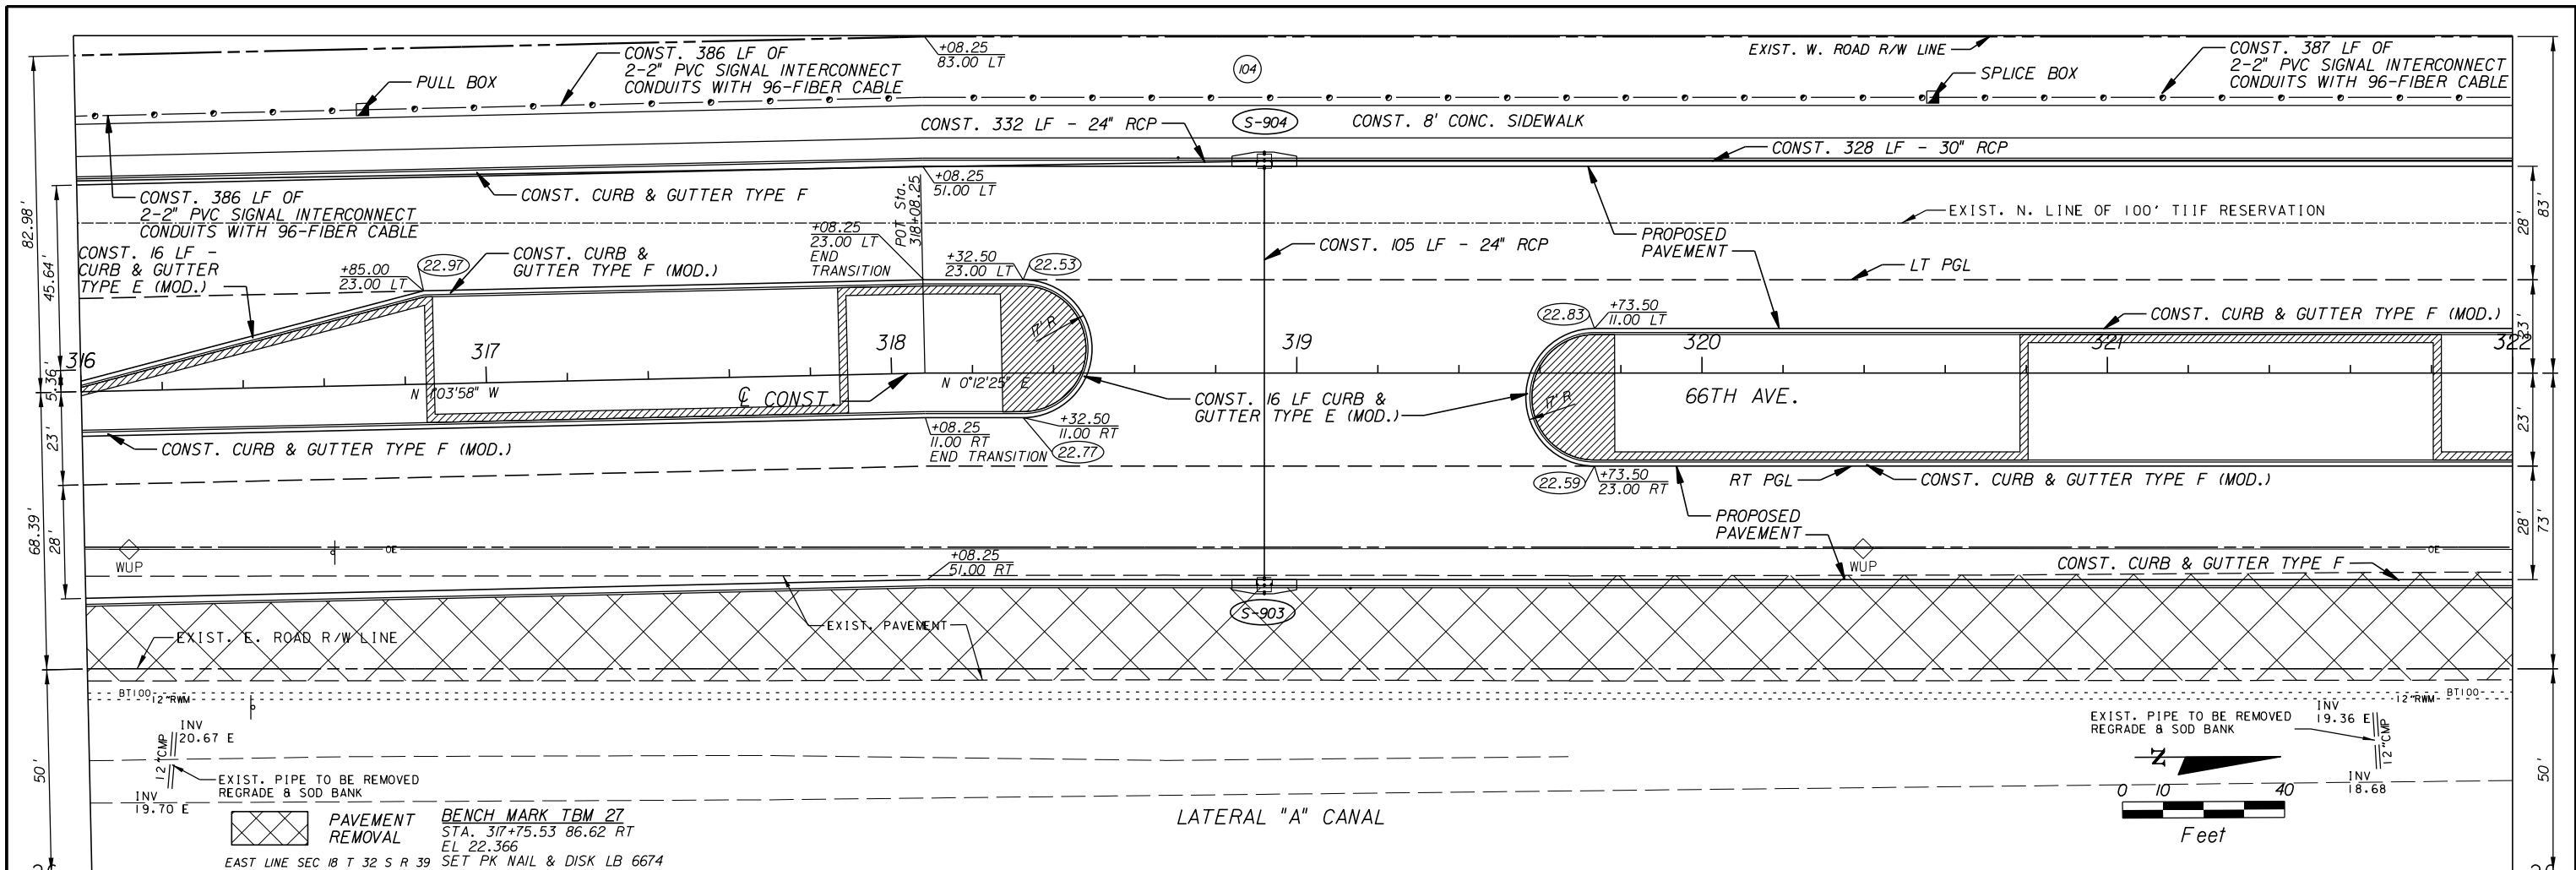 +08.25
83.00 LT
CONST. 386 LF OF
2-2" PVC SIGNAL INTERCONNECT
CONDUITS WITH 96-FIBER CABLE
PULL BOX
104
EXIST. W. ROAD R/W LINE
SPLICE BOX
CONST. 387 LF OF
2-2" PVC SIGNAL INTERCONNECT
CONDUITS WITH 96-FIBER CABLE
CONST. 332 LF - 24" RCP
S-904
CONST. 8' CONC. SIDEWALK
CONST. 328 LF - 30" RCP
82.98'
CONST. 386 LF OF
2-2" PVC SIGNAL INTERCONNECT
CONDUITS WITH 96-FIBER CABLE
CONST. CURB & GUTTER TYPE F
+08.25
51.00 LT
POT Sta.
318+08.25
EXIST. N. LINE OF 100' TIIF RESERVATION
28'
83'
CONST. 16 LF -
CURB & GUTTER
TYPE E (MOD.)
45.64'
+85.00
23.00 LT
22.97
CONST. CURB &
GUTTER TYPE F (MOD.)
+08.25
23.00 LT
END
TRANSITION
+32.50
23.00 LT
22.53
CONST. 105 LF - 24" RCP
PROPOSED
PAVEMENT
LT PGL
17' R
22.83
+73.50
11.00 LT
CONST. CURB & GUTTER TYPE F (MOD.)
23'
316
317
318
319
320
321
322
5.36'
N 1°03'58" W
₵ CONST.
N 0°12'25" E
CONST. 16 LF CURB &
GUTTER TYPE E (MOD.)
17' R
66TH AVE.
23'
23'
CONST. CURB & GUTTER TYPE F (MOD.)
+08.25
11.00 RT
END TRANSITION
+32.50
11.00 RT
22.77
22.59
+73.50
23.00 RT
RT PGL
CONST. CURB & GUTTER TYPE F (MOD.)
PROPOSED
PAVEMENT
68.39'
28'
28'
73'
WUP
OE
+08.25
51.00 RT
WUP
OE
CONST. CURB & GUTTER TYPE F
S-903
EXIST. E. ROAD R/W LINE
EXIST. PAVEMENT
BT100
12"RWM
12"RWM
BT100
INV
20.67 E
12"CMP
EXIST. PIPE TO BE REMOVED
REGRADE & SOD BANK
INV
19.70 E
50'
EXIST. PIPE TO BE REMOVED
REGRADE & SOD BANK
INV
19.36 E
12"CMP
INV
18.68
50'
N
0 10 40
Feet
LATERAL "A" CANAL
PAVEMENT
REMOVAL
BENCH MARK TBM 27
STA. 317+75.53 86.62 RT
EL 22.366
SET PK NAIL & DISK LB 6674
EAST LINE SEC 18 T 32 S R 39